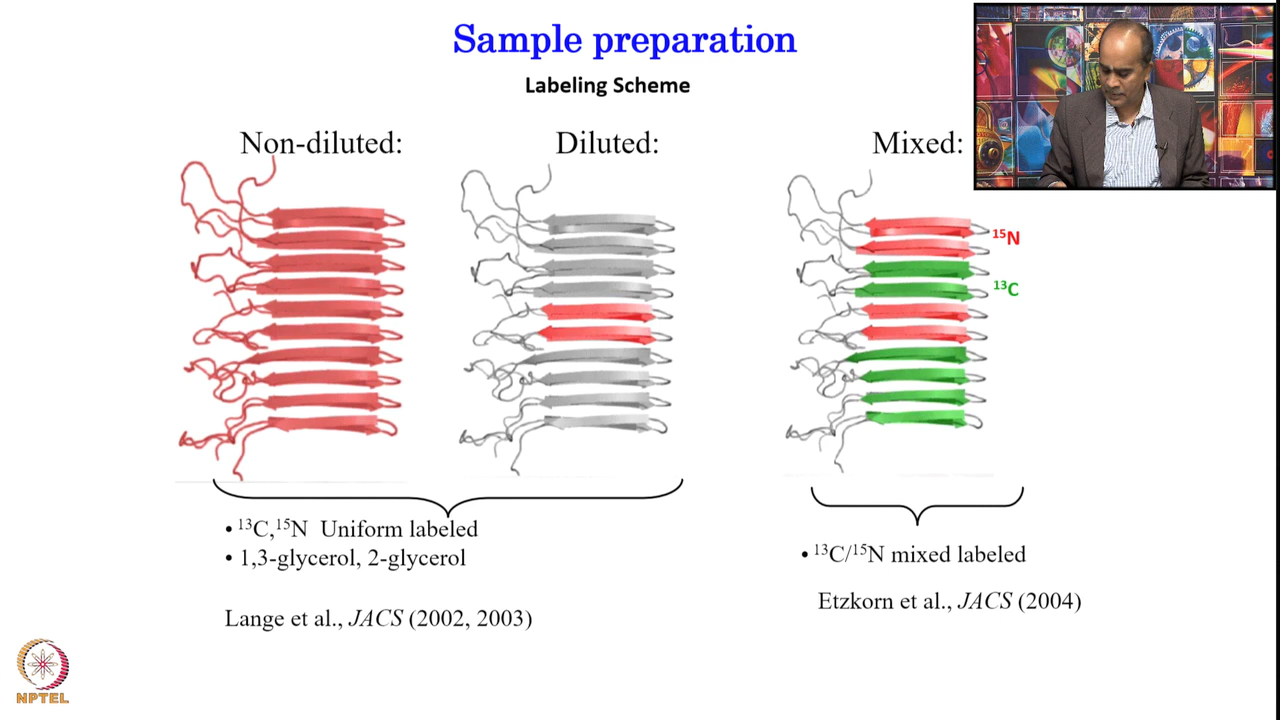 Sample preparation
Labeling Scheme
Non-diluted:
Diluted:
Mixed:
¹⁵N
¹³C
• ¹³C,¹⁵N Uniform labeled
• 1,3-glycerol, 2-glycerol
Lange et al., JACS (2002, 2003)
• ¹³C/¹⁵N mixed labeled
Etzkorn et al., JACS (2004)
NPTEL